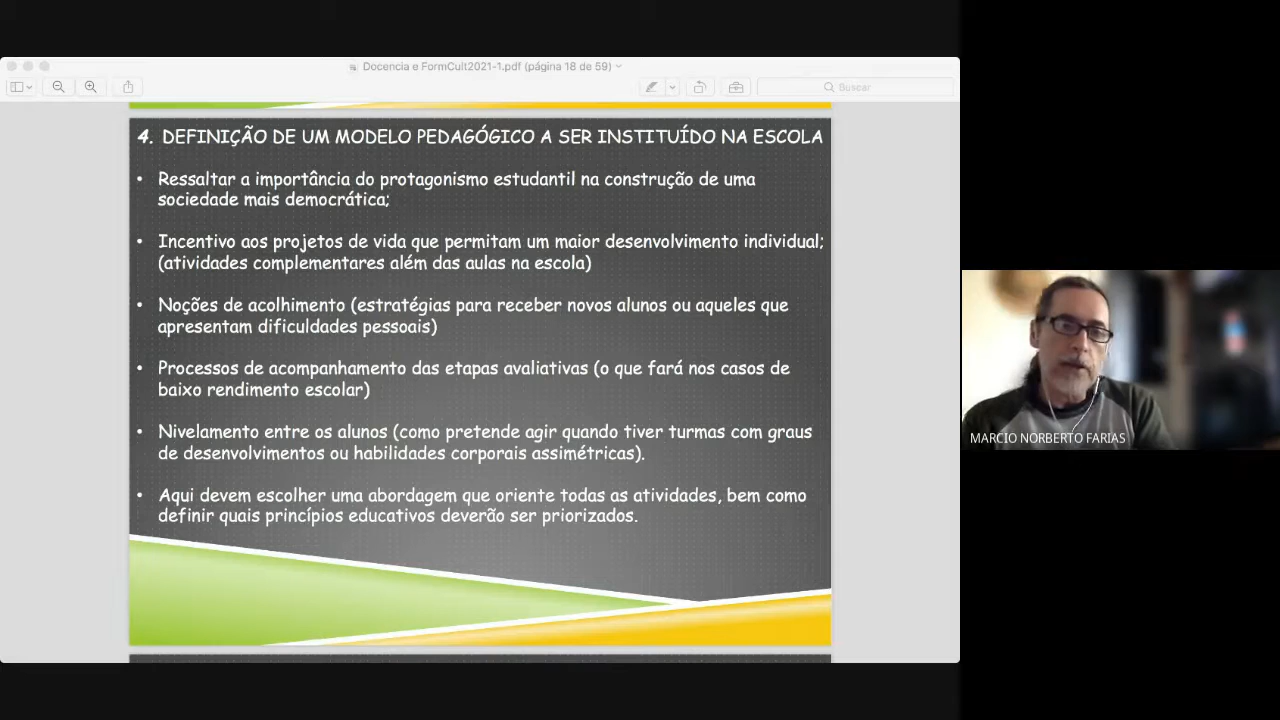 Docencia e FormCult2021-1.pdf (página 18 de 59)
Buscar
4. DEFINIÇÃO DE UM MODELO PEDAGÓGICO A SER INSTITUÍDO NA ESCOLA
• Ressaltar a importância do protagonismo estudantil na construção de uma
sociedade mais democrática;
• Incentivo aos projetos de vida que permitam um maior desenvolvimento individual;
(atividades complementares além das aulas na escola)
• Noções de acolhimento (estratégias para receber novos alunos ou aqueles que
apresentam dificuldades pessoais)
• Processos de acompanhamento das etapas avaliativas (o que fará nos casos de
baixo rendimento escolar)
• Nivelamento entre os alunos (como pretende agir quando tiver turmas com graus
de desenvolvimentos ou habilidades corporais assimétricas).
• Aqui devem escolher uma abordagem que oriente todas as atividades, bem como
definir quais princípios educativos deverão ser priorizados.
MARCIO NORBERTO FARIAS